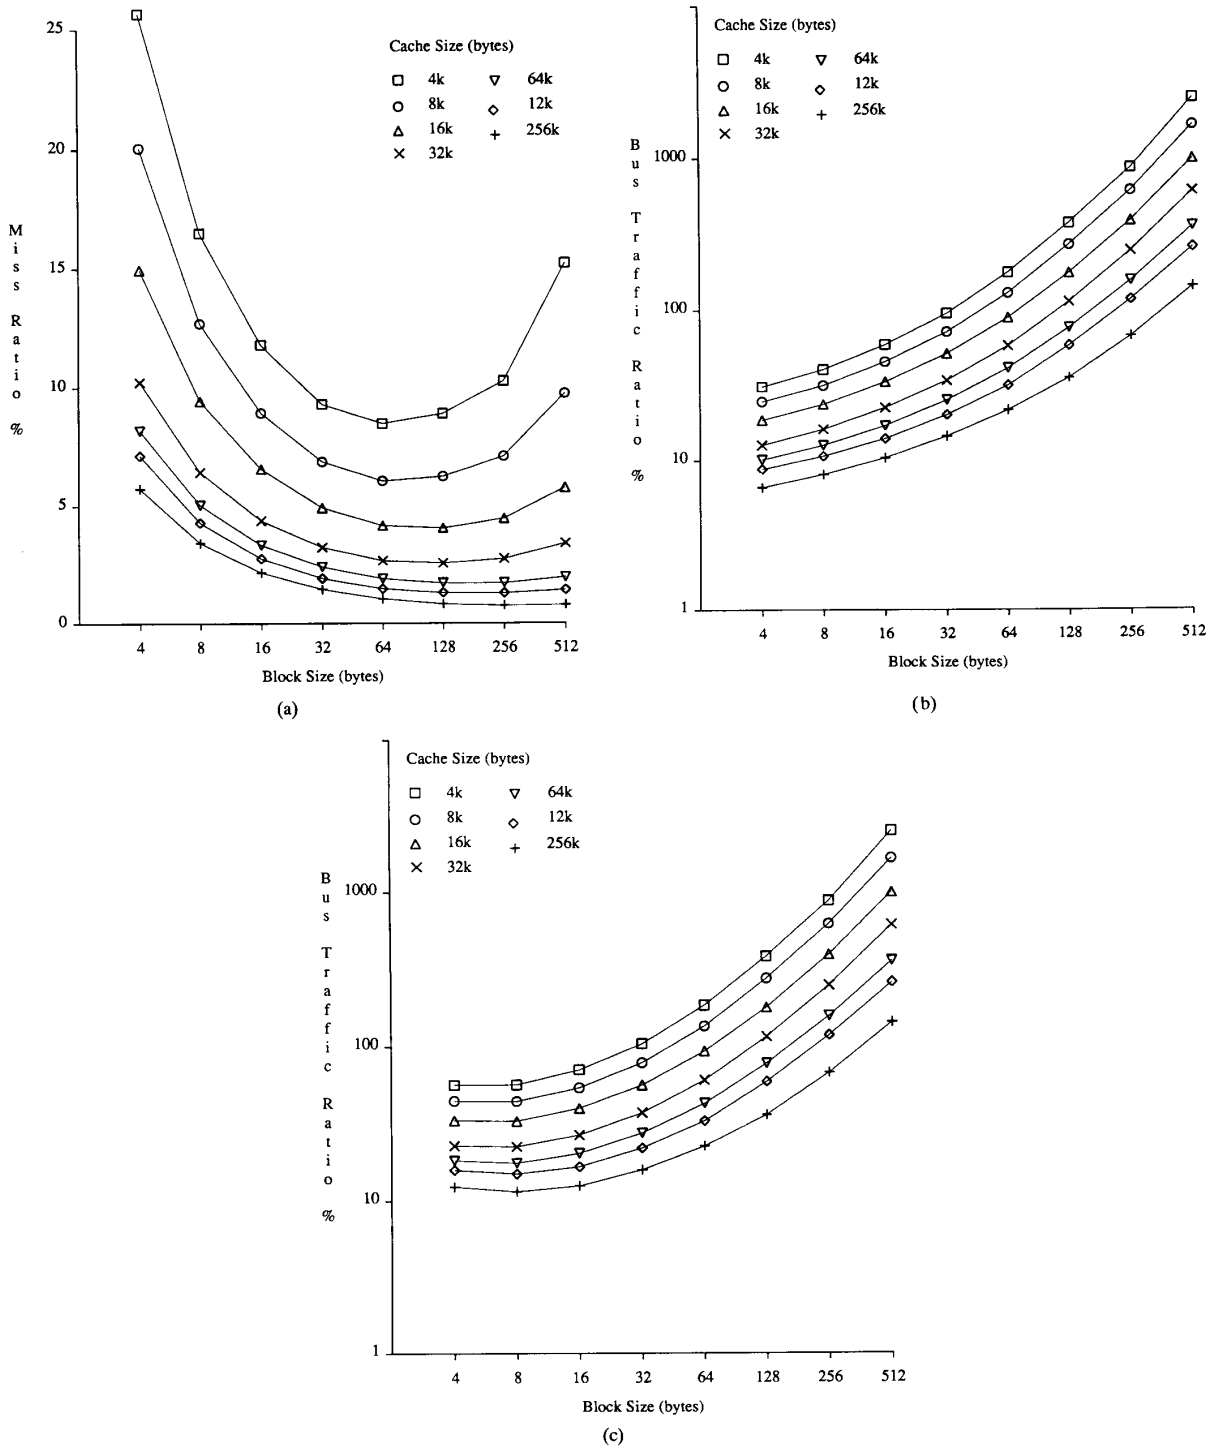 25
20
15
10
5
0
Miss Ratio %
Cache Size (bytes)
4k 64k
8k 12k
16k 256k
32k
4 8 16 32 64 128 256 512
Block Size (bytes)
(a)
1000
100
10
1
Bus Traffic Ratio %
Cache Size (bytes)
4k 64k
8k 12k
16k 256k
32k
4 8 16 32 64 128 256 512
Block Size (bytes)
(b)
1000
100
10
1
Bus Traffic Ratio %
Cache Size (bytes)
4k 64k
8k 12k
16k 256k
32k
4 8 16 32 64 128 256 512
Block Size (bytes)
(c)